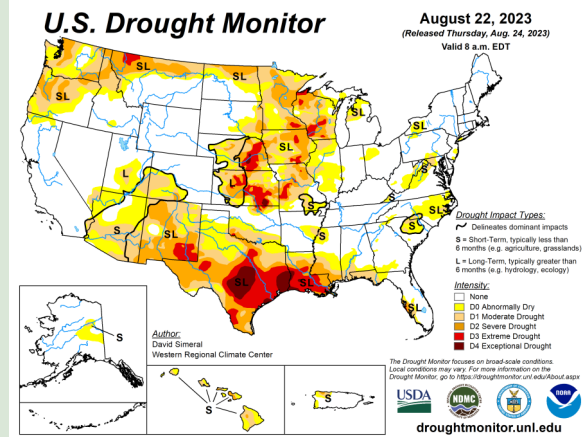 U.S. Drought Monitor
August 22, 2023
(Released Thursday, Aug. 24, 2023)
Valid 8 a.m. EDT
SL
SL
SL
SL
SL
SL
S
SL
L
L
S
S
S
SL
S
SL
S
S
SL
SL
SL
S
S
S
S
Drought Impact Types:
Delineates dominant impacts
S = Short-Term, typically less than
6 months (e.g. agriculture, grasslands)
L = Long-Term, typically greater than
6 months (e.g. hydrology, ecology)
Intensity:
None
D0 Abnormally Dry
D1 Moderate Drought
D2 Severe Drought
D3 Extreme Drought
D4 Exceptional Drought
Author:
David Simeral
Western Regional Climate Center
The Drought Monitor focuses on broad-scale conditions.
Local conditions may vary. For more information on the
Drought Monitor, go to https://droughtmonitor.unl.edu/About.aspx
USDA
NDMC
NOAA
droughtmonitor.unl.edu